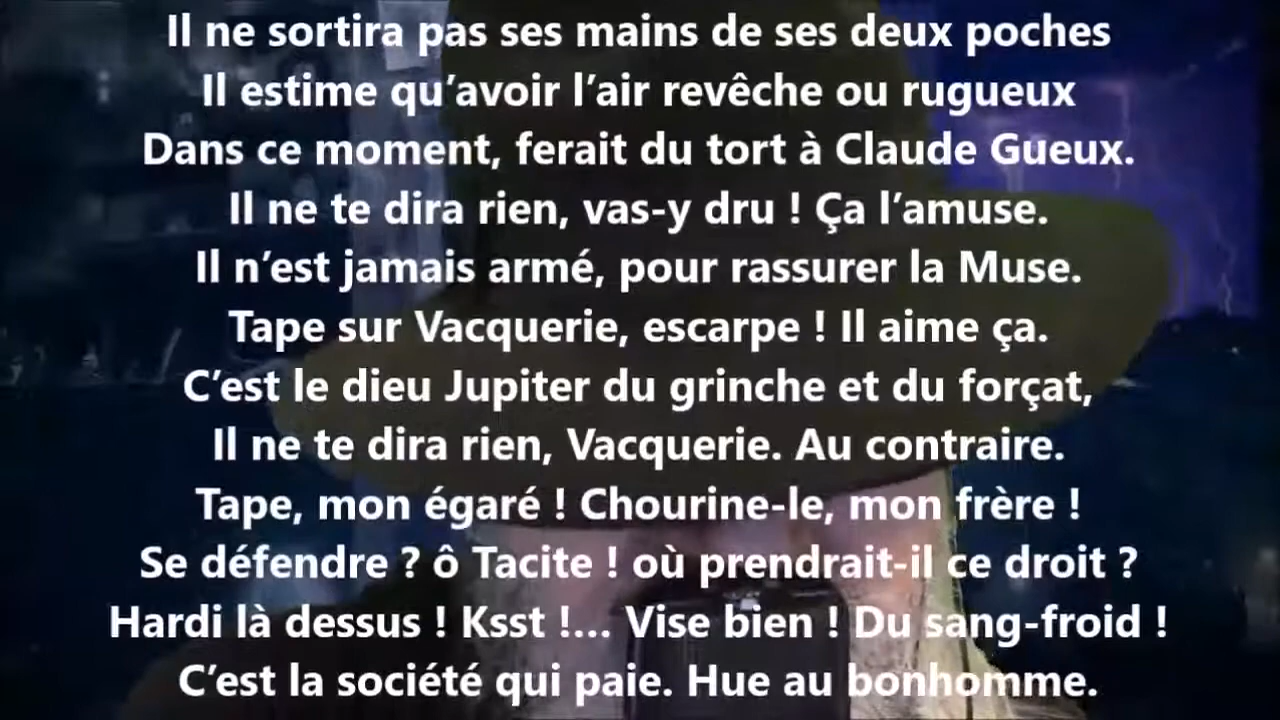 Il ne sortira pas ses mains de ses deux poches
Il estime qu’avoir l’air revêche ou rugueux
Dans ce moment, ferait du tort à Claude Gueux.
Il ne te dira rien, vas-y dru ! Ça l’amuse.
Il n’est jamais armé, pour rassurer la Muse.
Tape sur Vacquerie, escarpe ! Il aime ça.
C’est le dieu Jupiter du grinche et du forçat,
Il ne te dira rien, Vacquerie. Au contraire.
Tape, mon égaré ! Chourine-le, mon frère !
Se défendre ? ô Tacite ! où prendrait-il ce droit ?
Hardi là dessus ! Ksst !... Vise bien ! Du sang-froid !
C’est la société qui paie. Hue au bonhomme.